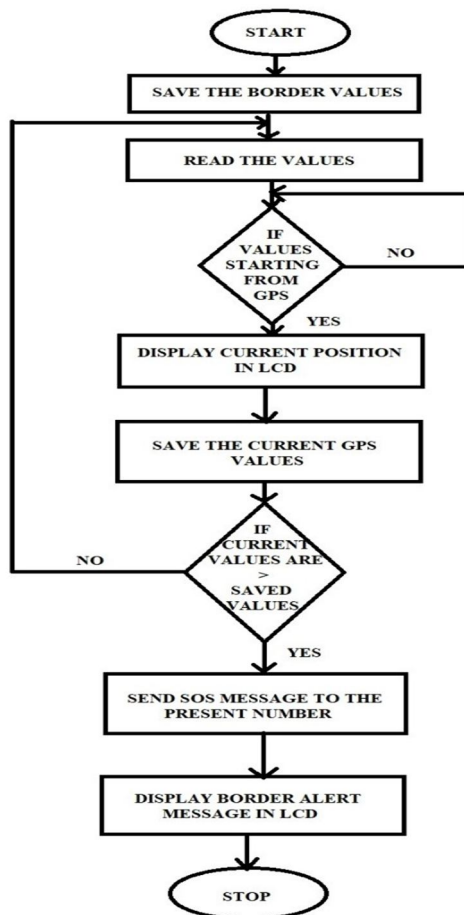 START
SAVE THE BORDER VALUES
READ THE VALUES
IF
VALUES
STARTING
FROM
GPS
NO
YES
DISPLAY CURRENT POSITION
IN LCD
SAVE THE CURRENT GPS
VALUES
IF
CURRENT
VALUES ARE
>
SAVED
VALUES
NO
YES
SEND SOS MESSAGE TO THE
PRESENT NUMBER
DISPLAY BORDER ALERT
MESSAGE IN LCD
STOP